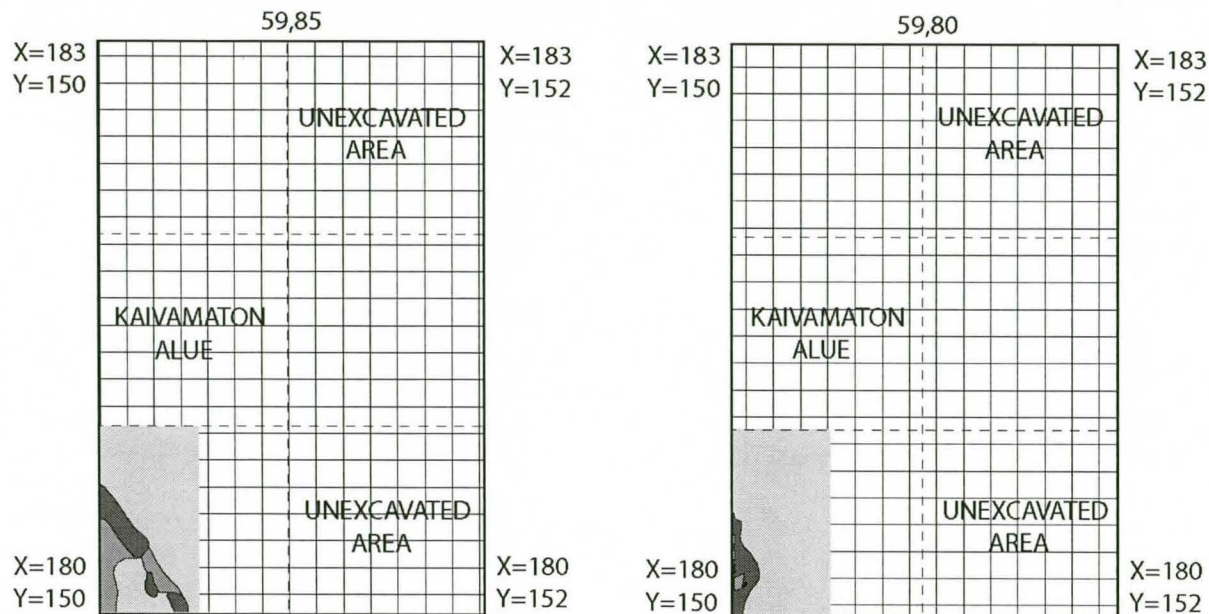 59,85
X=183
Y=150
X=183
Y=152
UNEXCAVATED
AREA
KAIVAMATON
ALUE
UNEXCAVATED
AREA
X=180
Y=150
X=180
Y=152
59,80
X=183
Y=150
X=183
Y=152
UNEXCAVATED
AREA
KAIVAMATON
ALUE
UNEXCAVATED
AREA
X=180
Y=150
X=180
Y=152